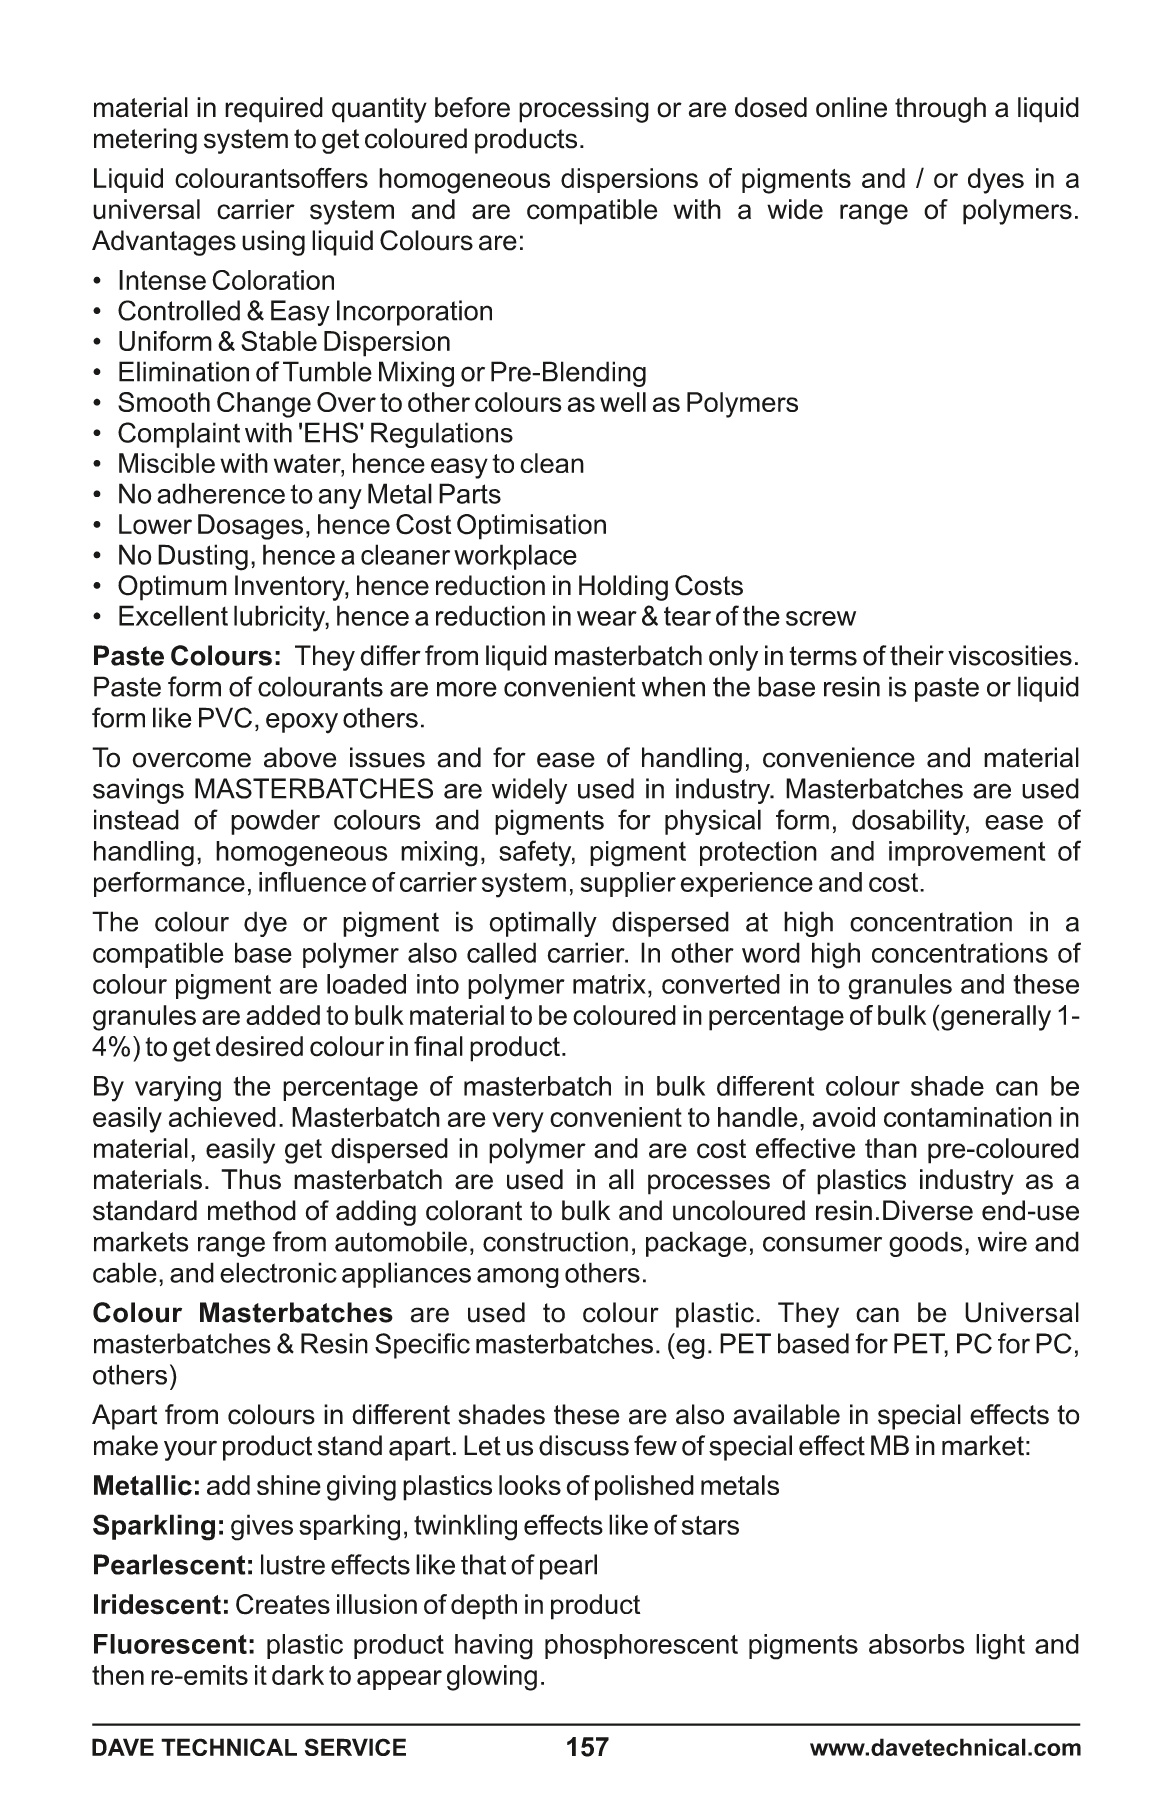 material in required quantity before processing or are dosed online through a liquid
metering system to get coloured products.
Liquid colourantsoffers homogeneous dispersions of pigments and / or dyes in a
universal carrier system and are compatible with a wide range of polymers.
Advantages using liquid Colours are:
• Intense Coloration
• Controlled & Easy Incorporation
• Uniform & Stable Dispersion
• Elimination of Tumble Mixing or Pre-Blending
• Smooth Change Over to other colours as well as Polymers
• Complaint with 'EHS' Regulations
• Miscible with water, hence easy to clean
• No adherence to any Metal Parts
• Lower Dosages, hence Cost Optimisation
• No Dusting, hence a cleaner workplace
• Optimum Inventory, hence reduction in Holding Costs
• Excellent lubricity, hence a reduction in wear & tear of the screw
Paste Colours: They differ from liquid masterbatch only in terms of their viscosities.
Paste form of colourants are more convenient when the base resin is paste or liquid
form like PVC, epoxy others.
To overcome above issues and for ease of handling, convenience and material
savings MASTERBATCHES are widely used in industry. Masterbatches are used
instead of powder colours and pigments for physical form, dosability, ease of
handling, homogeneous mixing, safety, pigment protection and improvement of
performance, influence of carrier system, supplier experience and cost.
The colour dye or pigment is optimally dispersed at high concentration in a
compatible base polymer also called carrier. In other word high concentrations of
colour pigment are loaded into polymer matrix, converted in to granules and these
granules are added to bulk material to be coloured in percentage of bulk (generally 1-
4%) to get desired colour in final product.
By varying the percentage of masterbatch in bulk different colour shade can be
easily achieved. Masterbatch are very convenient to handle, avoid contamination in
material, easily get dispersed in polymer and are cost effective than pre-coloured
materials. Thus masterbatch are used in all processes of plastics industry as a
standard method of adding colorant to bulk and uncoloured resin.Diverse end-use
markets range from automobile, construction, package, consumer goods, wire and
cable, and electronic appliances among others.
Colour Masterbatches are used to colour plastic. They can be Universal
masterbatches & Resin Specific masterbatches. (eg. PET based for PET, PC for PC,
others)
Apart from colours in different shades these are also available in special effects to
make your product stand apart. Let us discuss few of special effect MB in market:
Metallic: add shine giving plastics looks of polished metals
Sparkling: gives sparking, twinkling effects like of stars
Pearlescent: lustre effects like that of pearl
Iridescent: Creates illusion of depth in product
Fluorescent: plastic product having phosphorescent pigments absorbs light and
then re-emits it dark to appear glowing.
DAVE TECHNICAL SERVICE 157 www.davetechnical.com